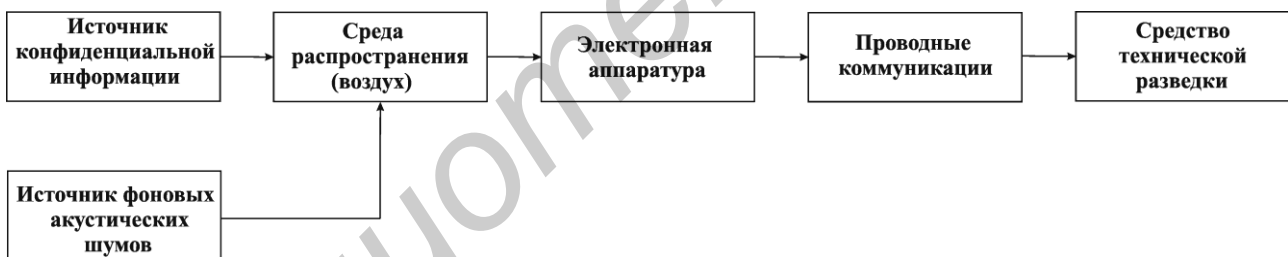 Источник
конфиденциальной
информации
Среда
распространения
(воздух)
Электронная
аппаратура
Проводные
коммуникации
Средство
технической
разведки
Источник фоновых
акустических
шумов